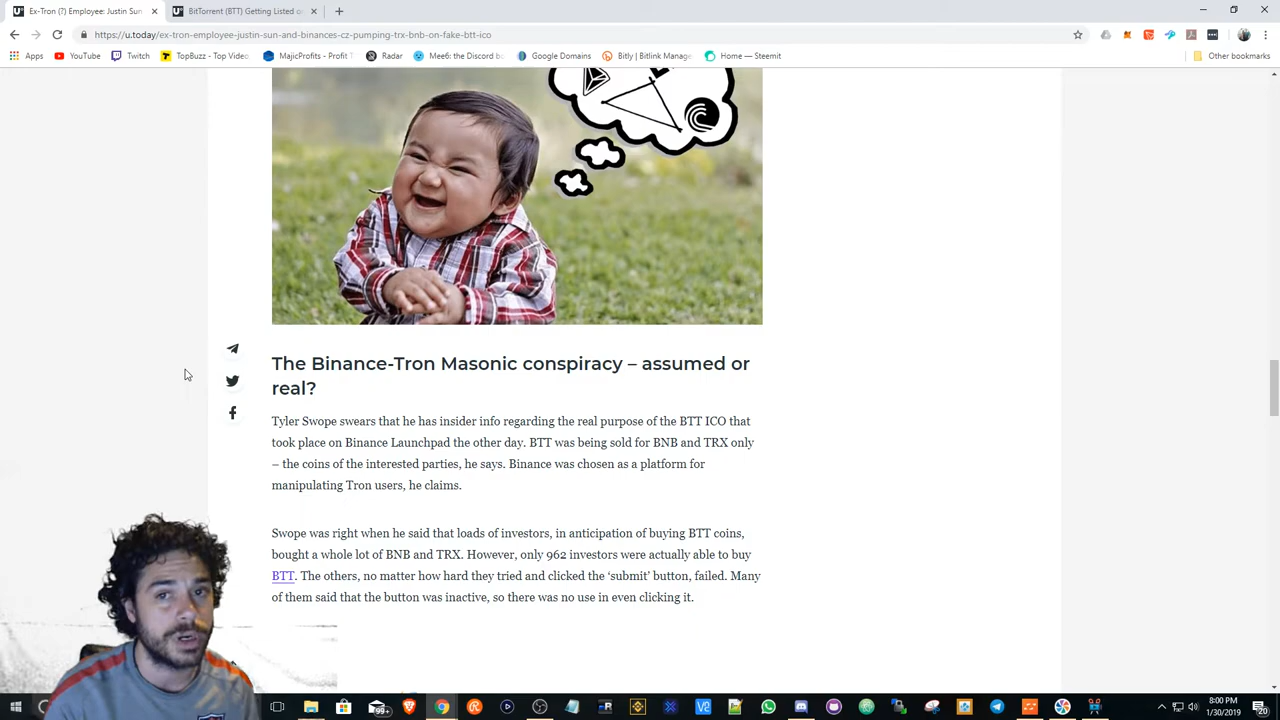 Ex-Tron (?) Employee: Justin Sun
BitTorrent (BTT) Getting Listed o
https://u.today/ex-tron-employee-justin-sun-and-binances-cz-pumping-trx-bnb-on-fake-btt-ico
Apps YouTube Twitch TopBuzz - Top Video MajicProfits - Profit T Radar Mee6: the Discord bo Google Domains Bitly | Bitlink Manage Home — Steemit Other bookmarks
The Binance-Tron Masonic conspiracy – assumed or
real?
Tyler Swope swears that he has insider info regarding the real purpose of the BTT ICO that
took place on Binance Launchpad the other day. BTT was being sold for BNB and TRX only
– the coins of the interested parties, he says. Binance was chosen as a platform for
manipulating Tron users, he claims.
Swope was right when he said that loads of investors, in anticipation of buying BTT coins,
bought a whole lot of BNB and TRX. However, only 962 investors were actually able to buy
BTT. The others, no matter how hard they tried and clicked the ‘submit’ button, failed. Many
of them said that the button was inactive, so there was no use in even clicking it.
99+
8:00 PM
1/30/2019
20